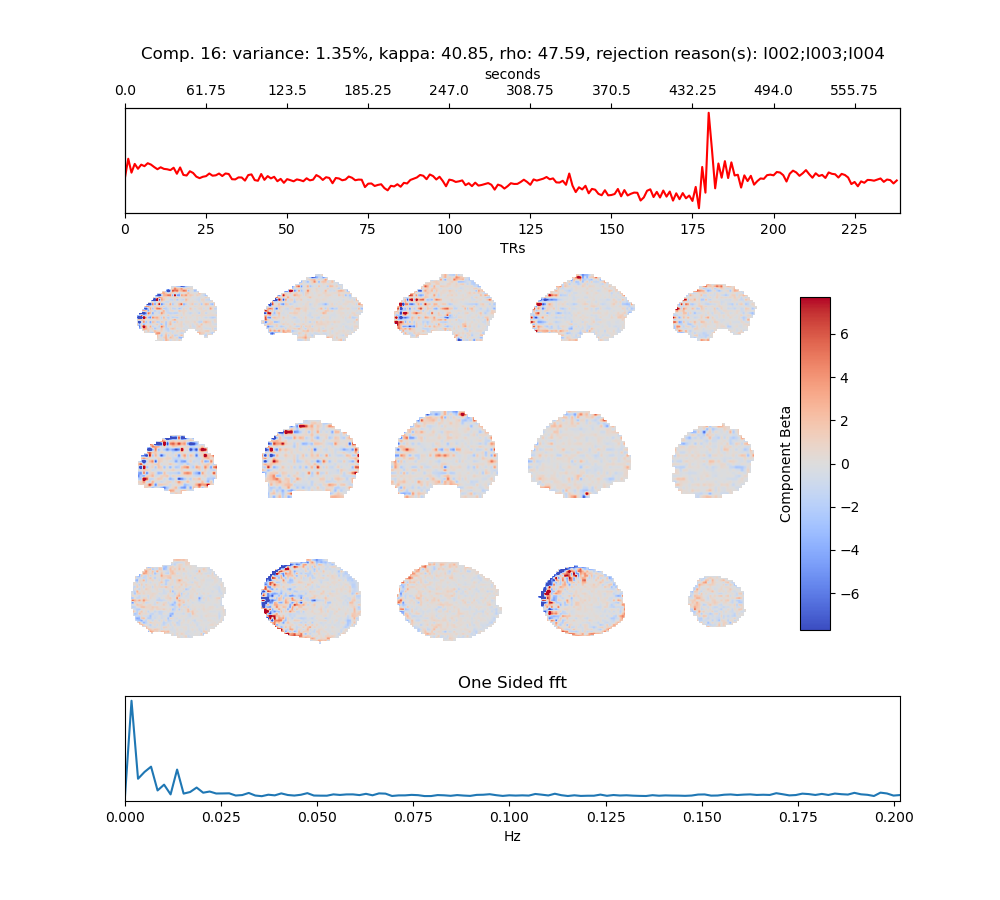 Comp. 16: variance: 1.35%, kappa: 40.85, rho: 47.59, rejection reason(s): I002;I003;I004
seconds
0.0 61.75 123.5 185.25 247.0 308.75 370.5 432.25 494.0 555.75
0 25 50 75 100 125 150 175 200 225
TRs
6
4
2
0
−2
−4
−6
Component Beta
One Sided fft
0.000 0.025 0.050 0.075 0.100 0.125 0.150 0.175 0.200
Hz